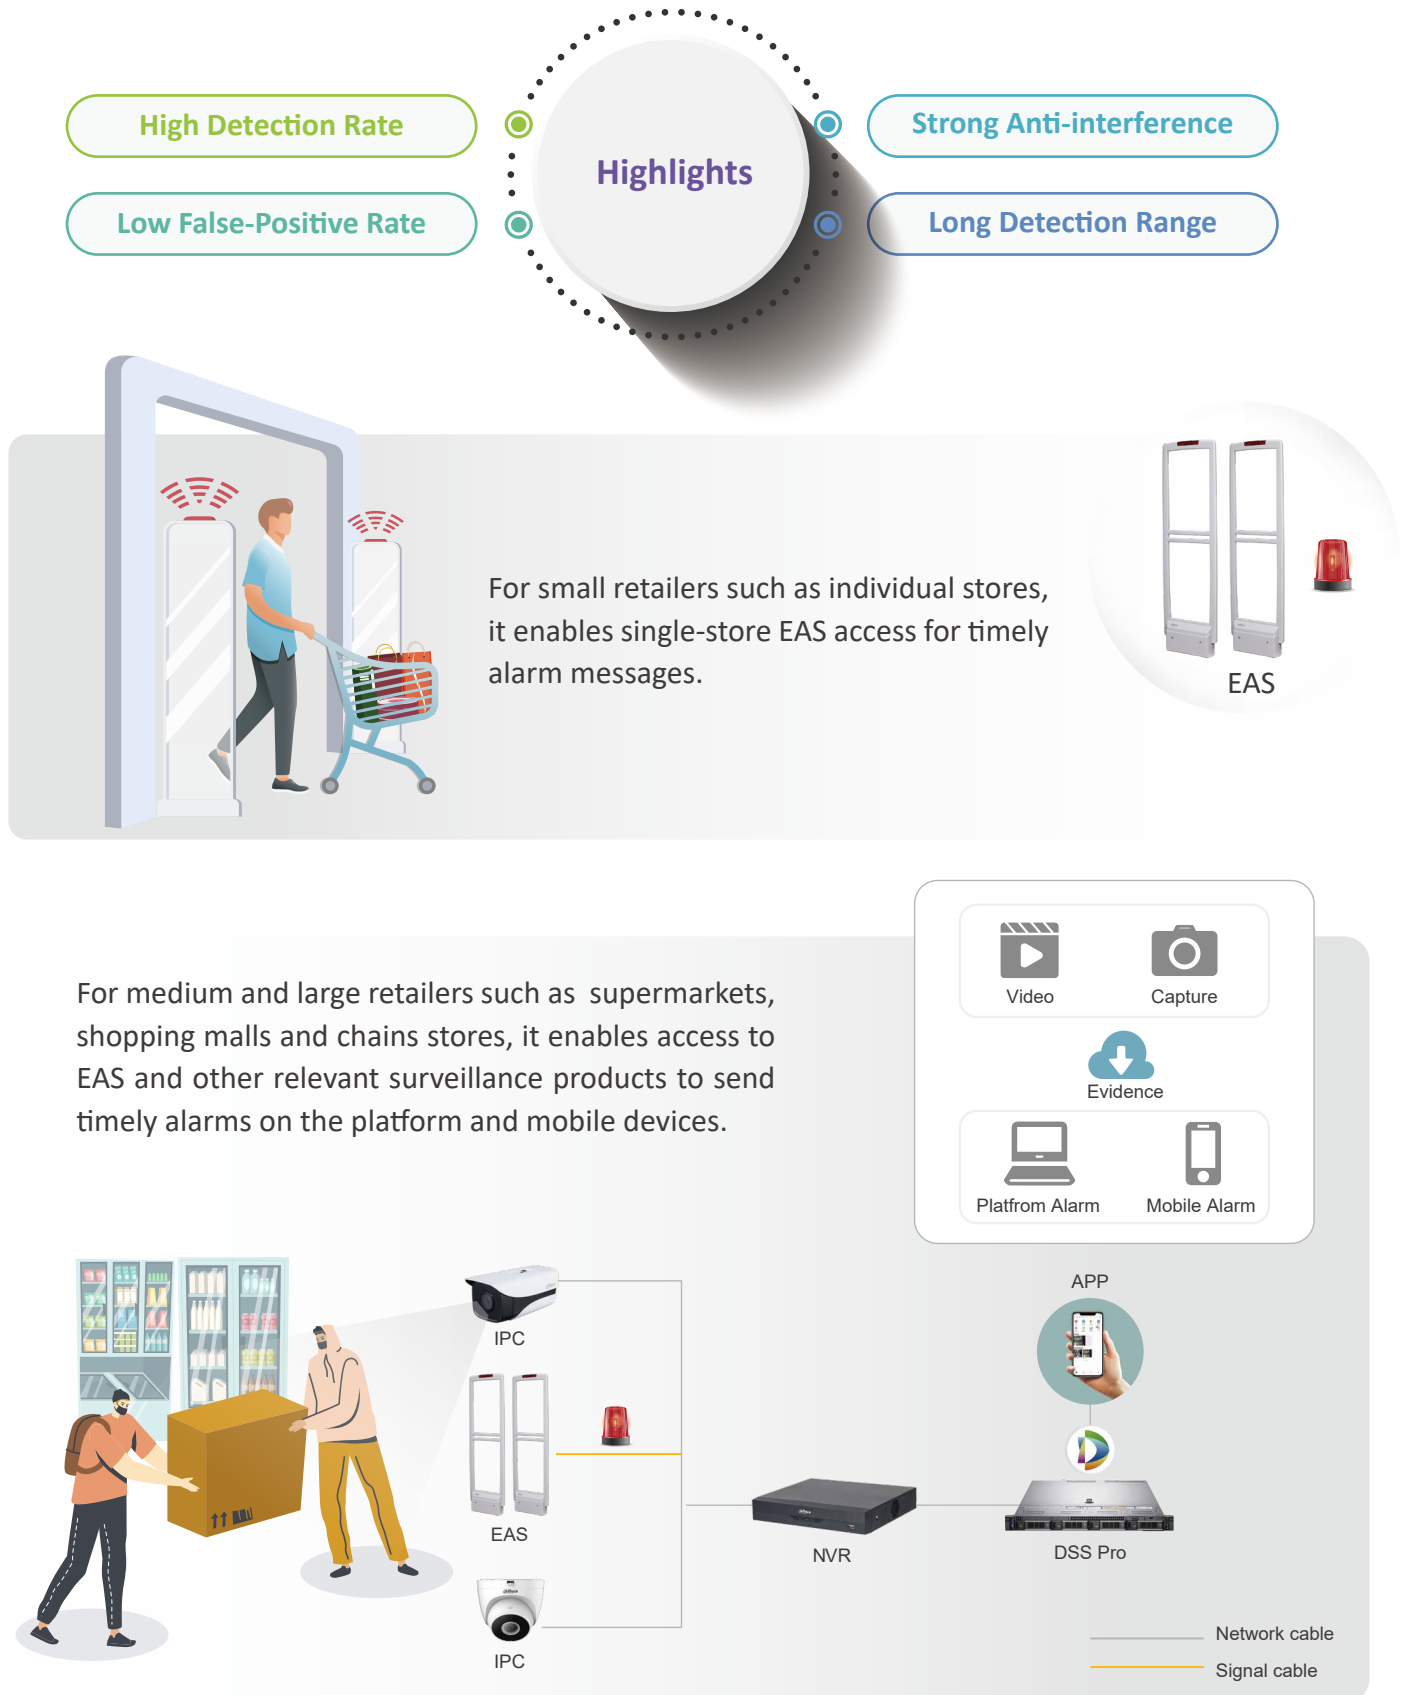 High Detection Rate
Strong Anti-interference
Highlights
Low False-Positive Rate
Long Detection Range
For small retailers such as individual stores,
it enables single-store EAS access for timely
alarm messages.
EAS
For medium and large retailers such as supermarkets,
shopping malls and chains stores, it enables access to
EAS and other relevant surveillance products to send
timely alarms on the platform and mobile devices.
Video
Capture
Evidence
Platfrom Alarm
Mobile Alarm
IPC
EAS
IPC
NVR
APP
DSS Pro
Network cable
Signal cable